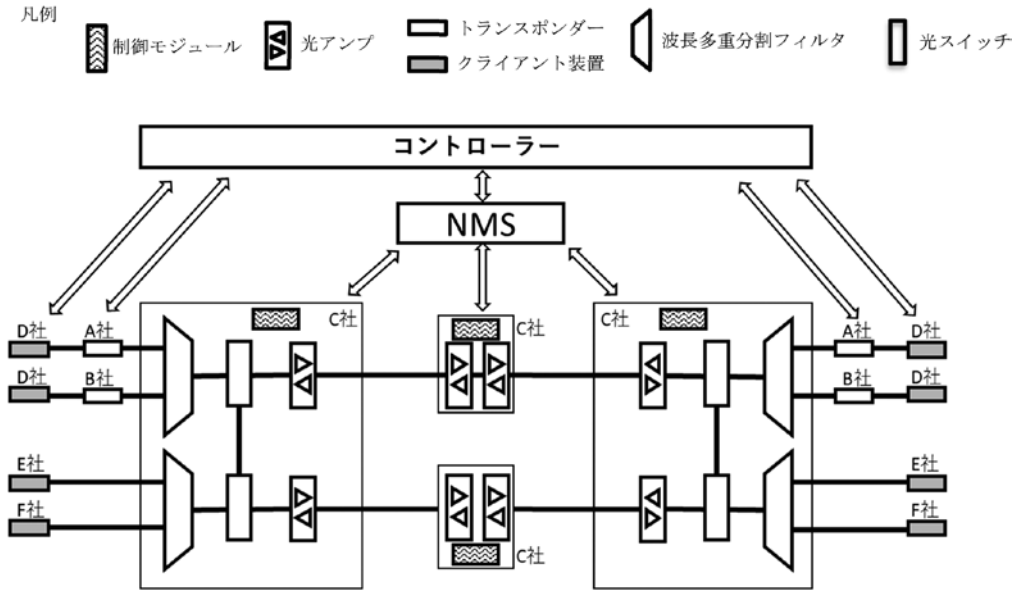 凡例
制御モジュール
光アンプ
トランスポンダー
クライアント装置
波長多重分割フィルタ
光スイッチ
コントローラー
NMS
C社
C社
C社
D社
A社
A社
D社
D社
B社
B社
D社
E社
E社
F社
F社
C社